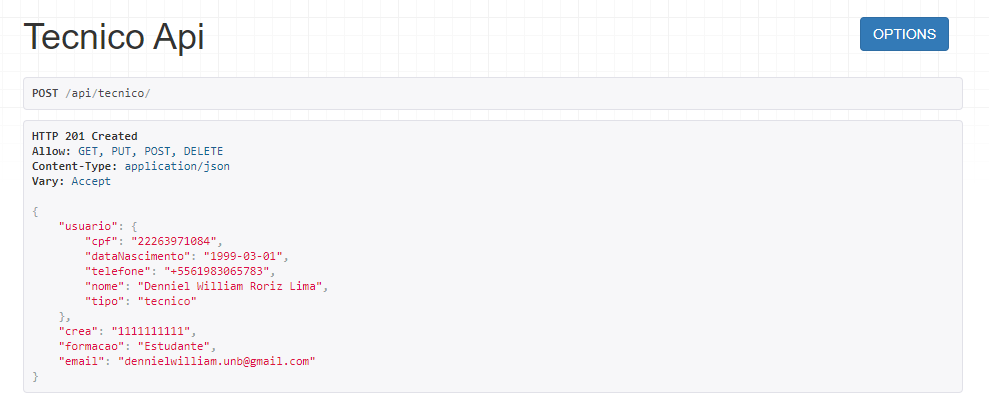 Tecnico Api
OPTIONS
POST /api/tecnico/
HTTP 201 Created
Allow: GET, PUT, POST, DELETE
Content-Type: application/json
Vary: Accept
{
    "usuario": {
        "cpf": "22263971084",
        "dataNascimento": "1999-03-01",
        "telefone": "+5561983065783",
        "nome": "Denniel William Roriz Lima",
        "tipo": "tecnico"
    },
    "crea": "1111111111",
    "formacao": "Estudante",
    "email": "dennielwilliam.unb@gmail.com"
}